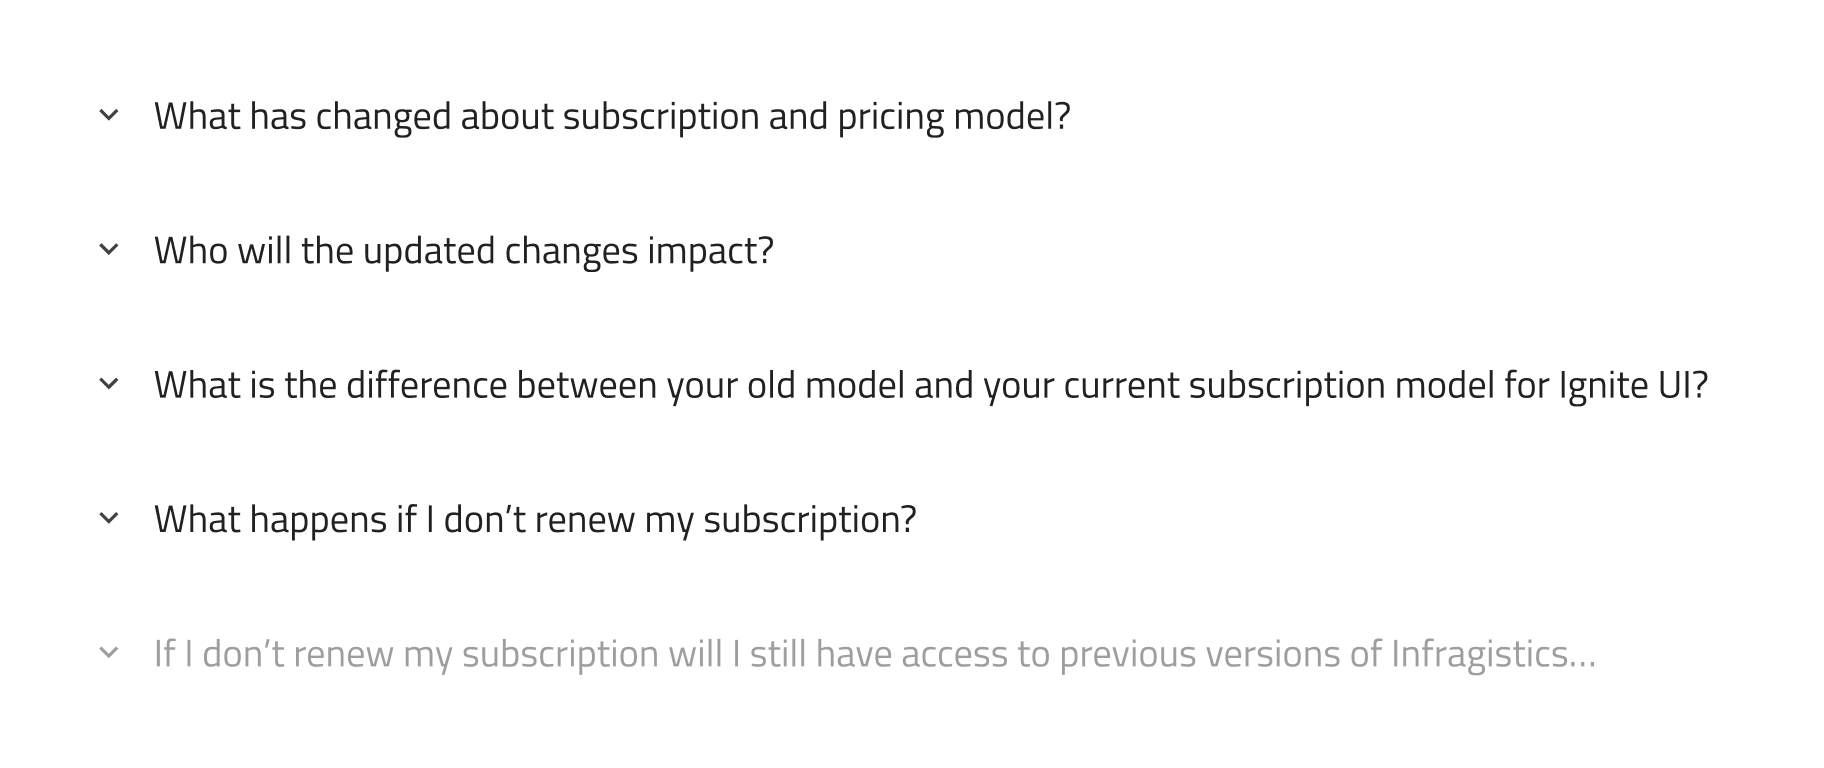 What has changed about subscription and pricing model?
Who will the updated changes impact?
What is the difference between your old model and your current subscription model for Ignite UI?
What happens if I don’t renew my subscription?
If I don’t renew my subscription will I still have access to previous versions of Infragistics...